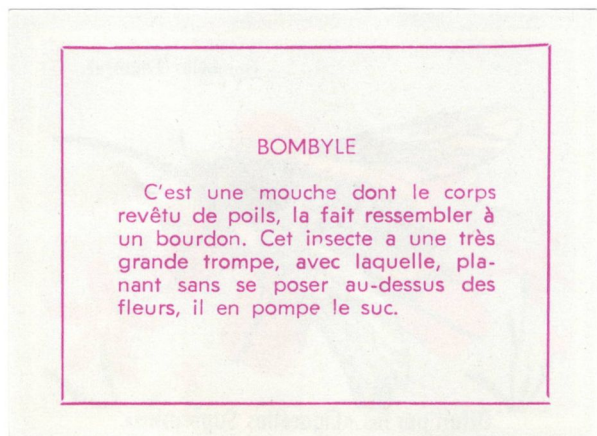 BOMBYLE
C'est une mouche dont le corps
revêtu de poils, la fait ressembler à
un bourdon. Cet insecte a une très
grande trompe, avec laquelle, pla-
nant sans se poser au-dessus des
fleurs, il en pompe le suc.